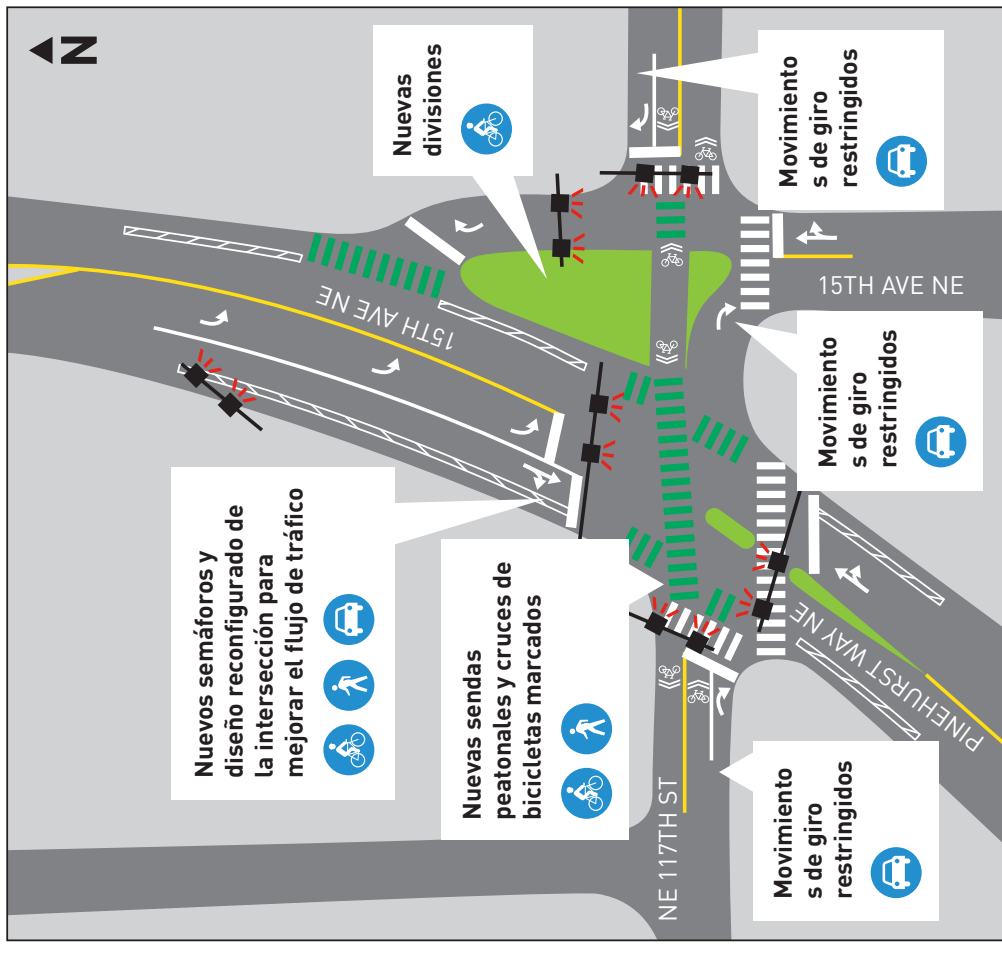 N
Nuevas
divisiones
Movimiento
s de giro
restringidos
15TH AVE NE
15TH AVE NE
Movimiento
s de giro
restringidos
Nuevos semáforos y
diseño reconfigurado de
la intersección para
mejorar el flujo de tráfico
Nuevas sendas
peatonales y cruces de
bicicletas marcados
NE 117TH ST
PINEHURST WAY NE
Movimiento
s de giro
restringidos